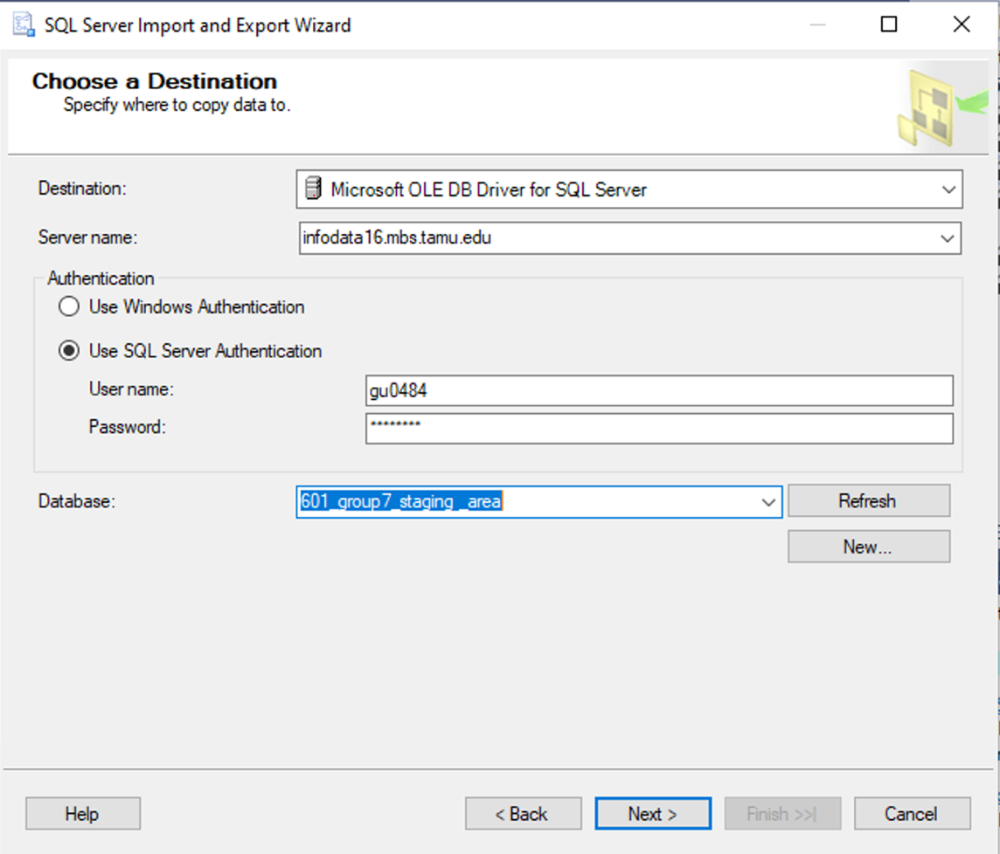 SQL Server Import and Export Wizard
Choose a Destination
Specify where to copy data to.
Destination: Microsoft OLE DB Driver for SQL Server
Server name: infodata16.mbs.tamu.edu
Authentication
Use Windows Authentication
Use SQL Server Authentication
User name: gu0484
Password: ********
Database: 601_group7_staging _area Refresh
New...
Help < Back Next > Finish >>| Cancel